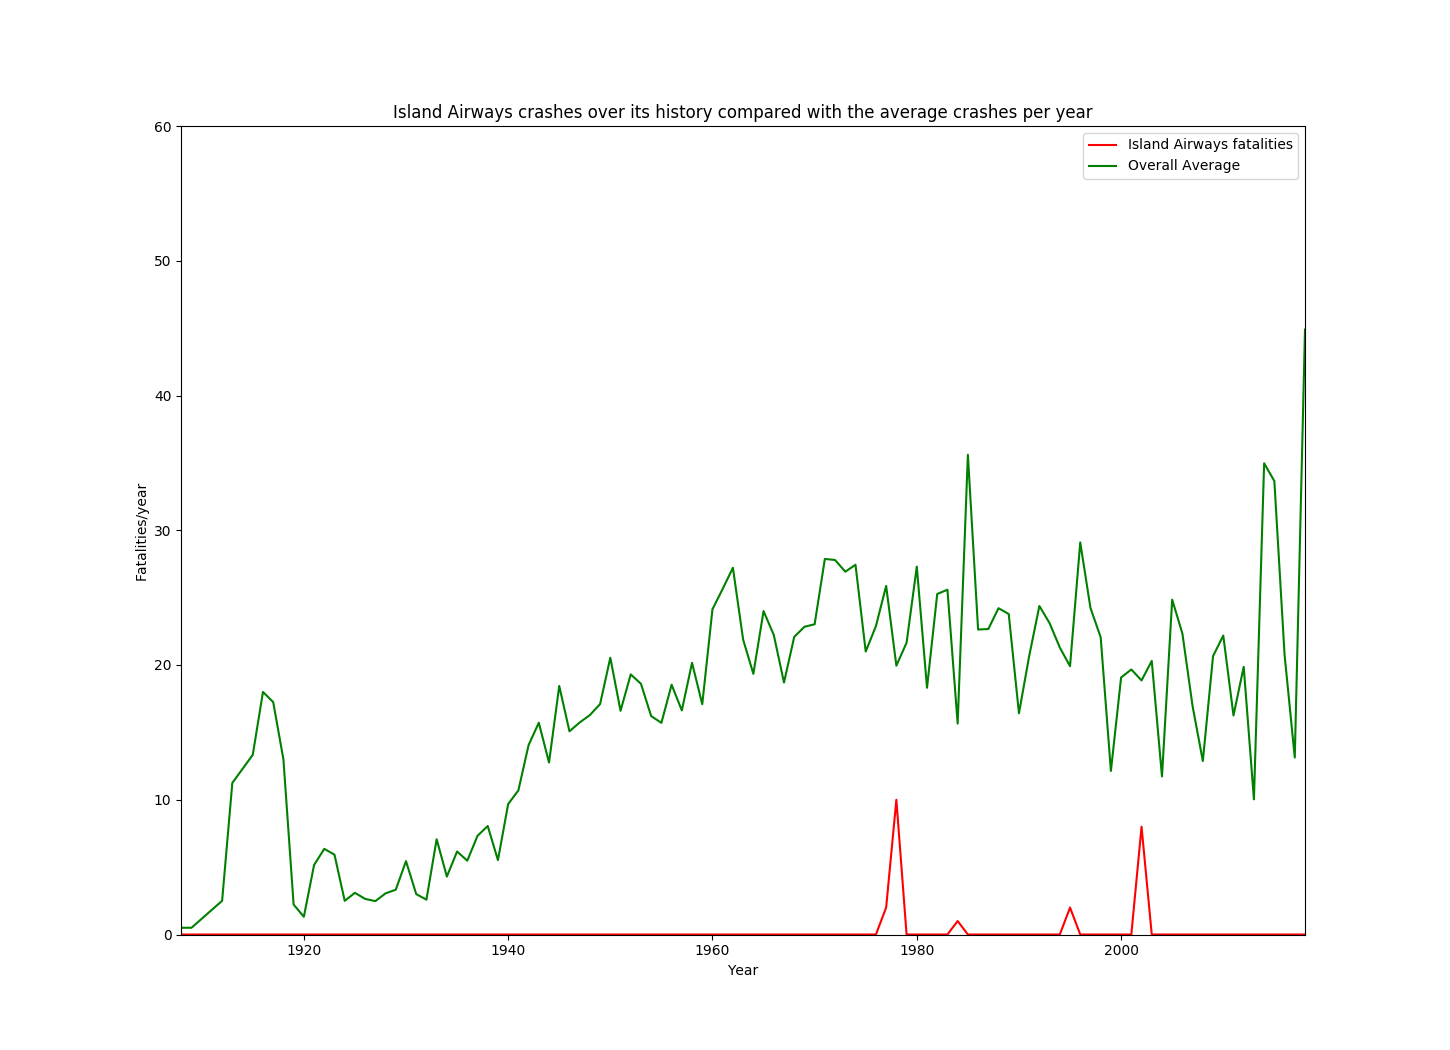 Island Airways crashes over its history compared with the average crashes per year
60
50
40
30
20
10
0
Fatalities/year
Island Airways fatalities
Overall Average
1920 1940 1960 1980 2000
Year